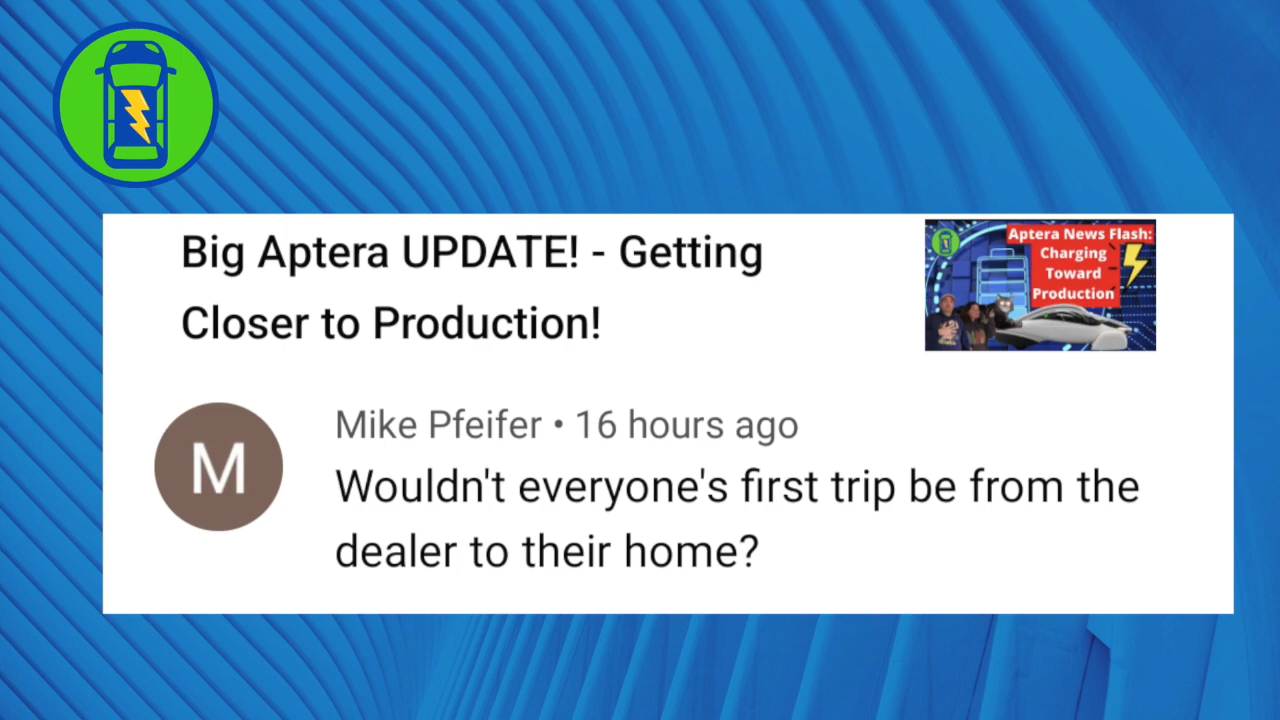 Big Aptera UPDATE! - Getting
Closer to Production!
Aptera News Flash:
Charging
Toward
Production
M
Mike Pfeifer • 16 hours ago
Wouldn't everyone's first trip be from the
dealer to their home?